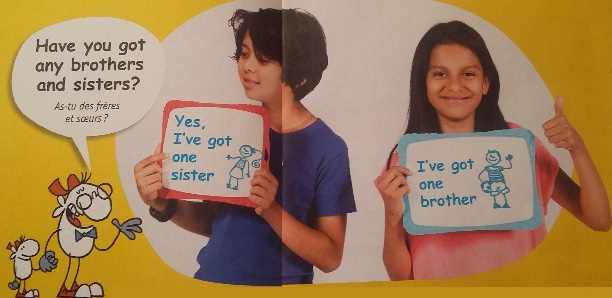 Have you got
any brothers
and sisters?
As-tu des frères
et sœurs ?
Yes,
I've got
one
sister
I've got
one
brother